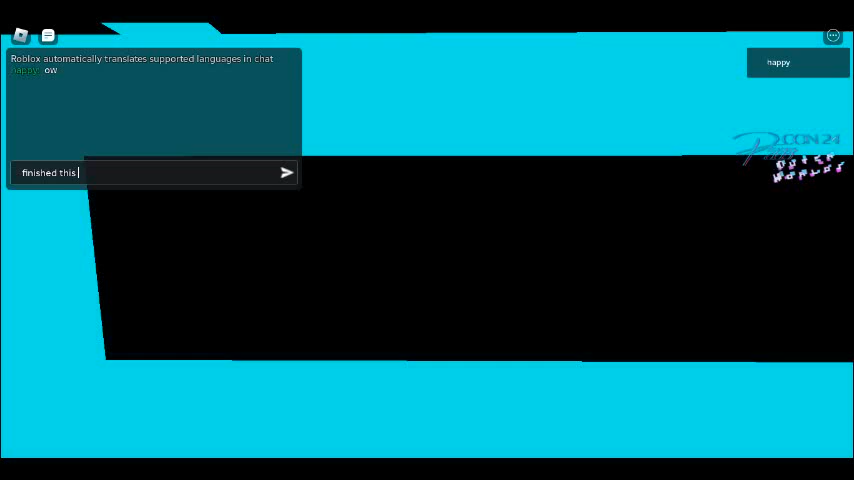 Roblox automatically translates supported languages in chat
happy: ow
finished this
happy